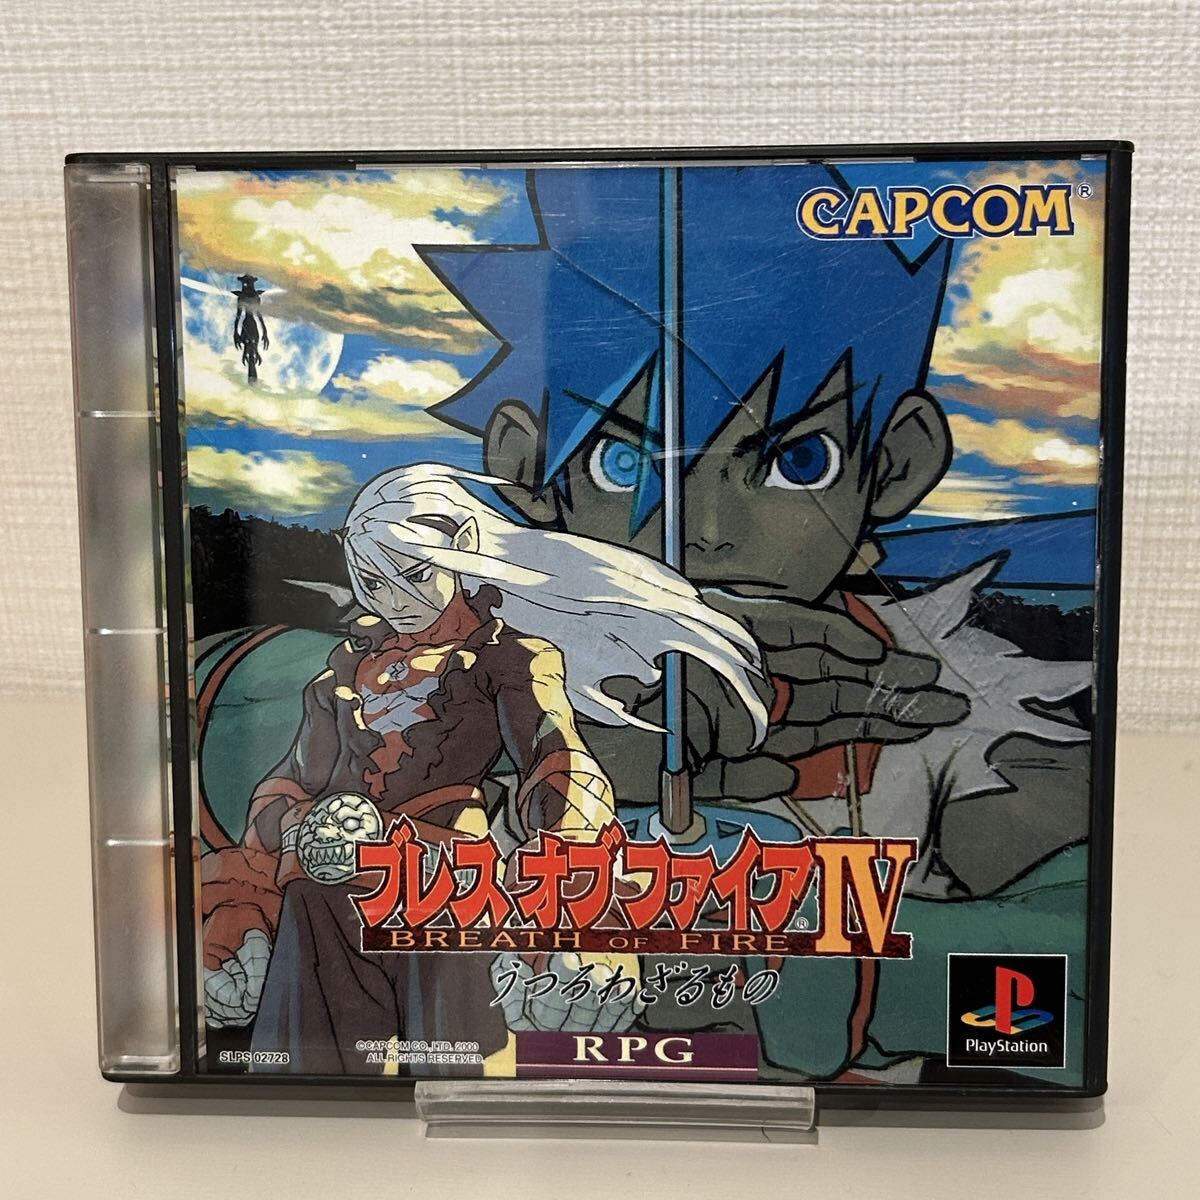 CAPCOM®
ブレス オブ ファイア® IV
BREATH OF FIRE
うつろわざるもの
RPG
SLPS 02728
©CAPCOM CO., LTD. 2000
ALL RIGHTS RESERVED.
PlayStation